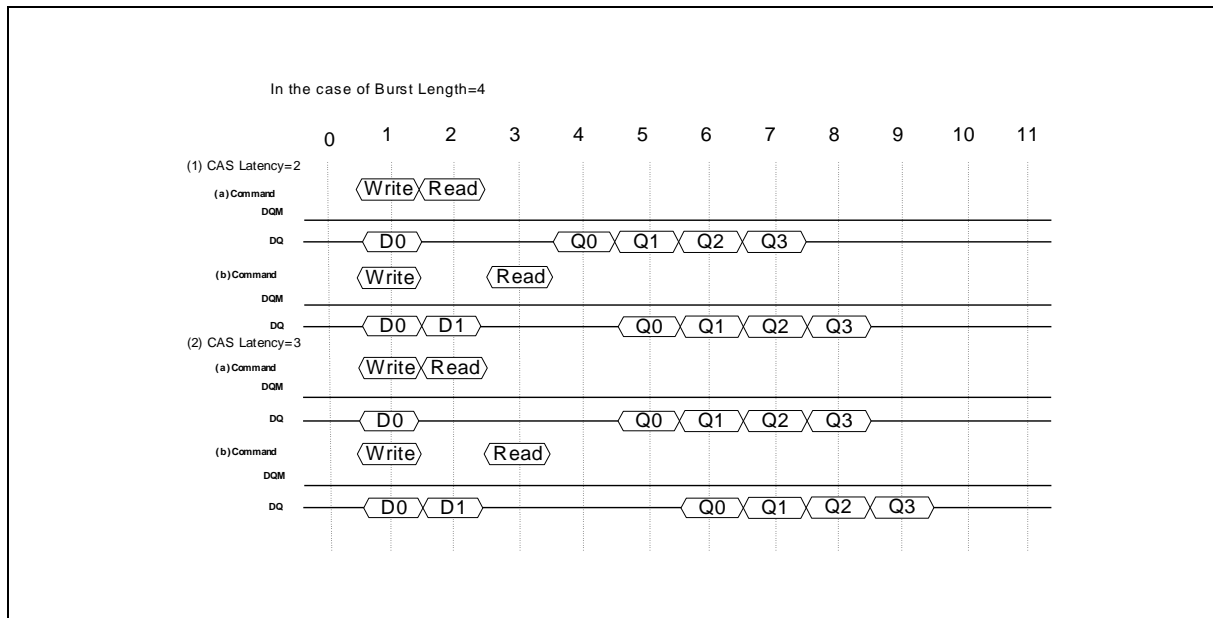 In the case of Burst Length=4
0 1 2 3 4 5 6 7 8 9 10 11
(1) CAS Latency=2
(a)Command Write Read
DQM
DQ D0 Q0 Q1 Q2 Q3
(b)Command Write Read
DQM
DQ D0 D1 Q0 Q1 Q2 Q3
(2) CAS Latency=3
(a)Command Write Read
DQM
DQ D0 Q0 Q1 Q2 Q3
(b)Command Write Read
DQM
DQ D0 D1 Q0 Q1 Q2 Q3